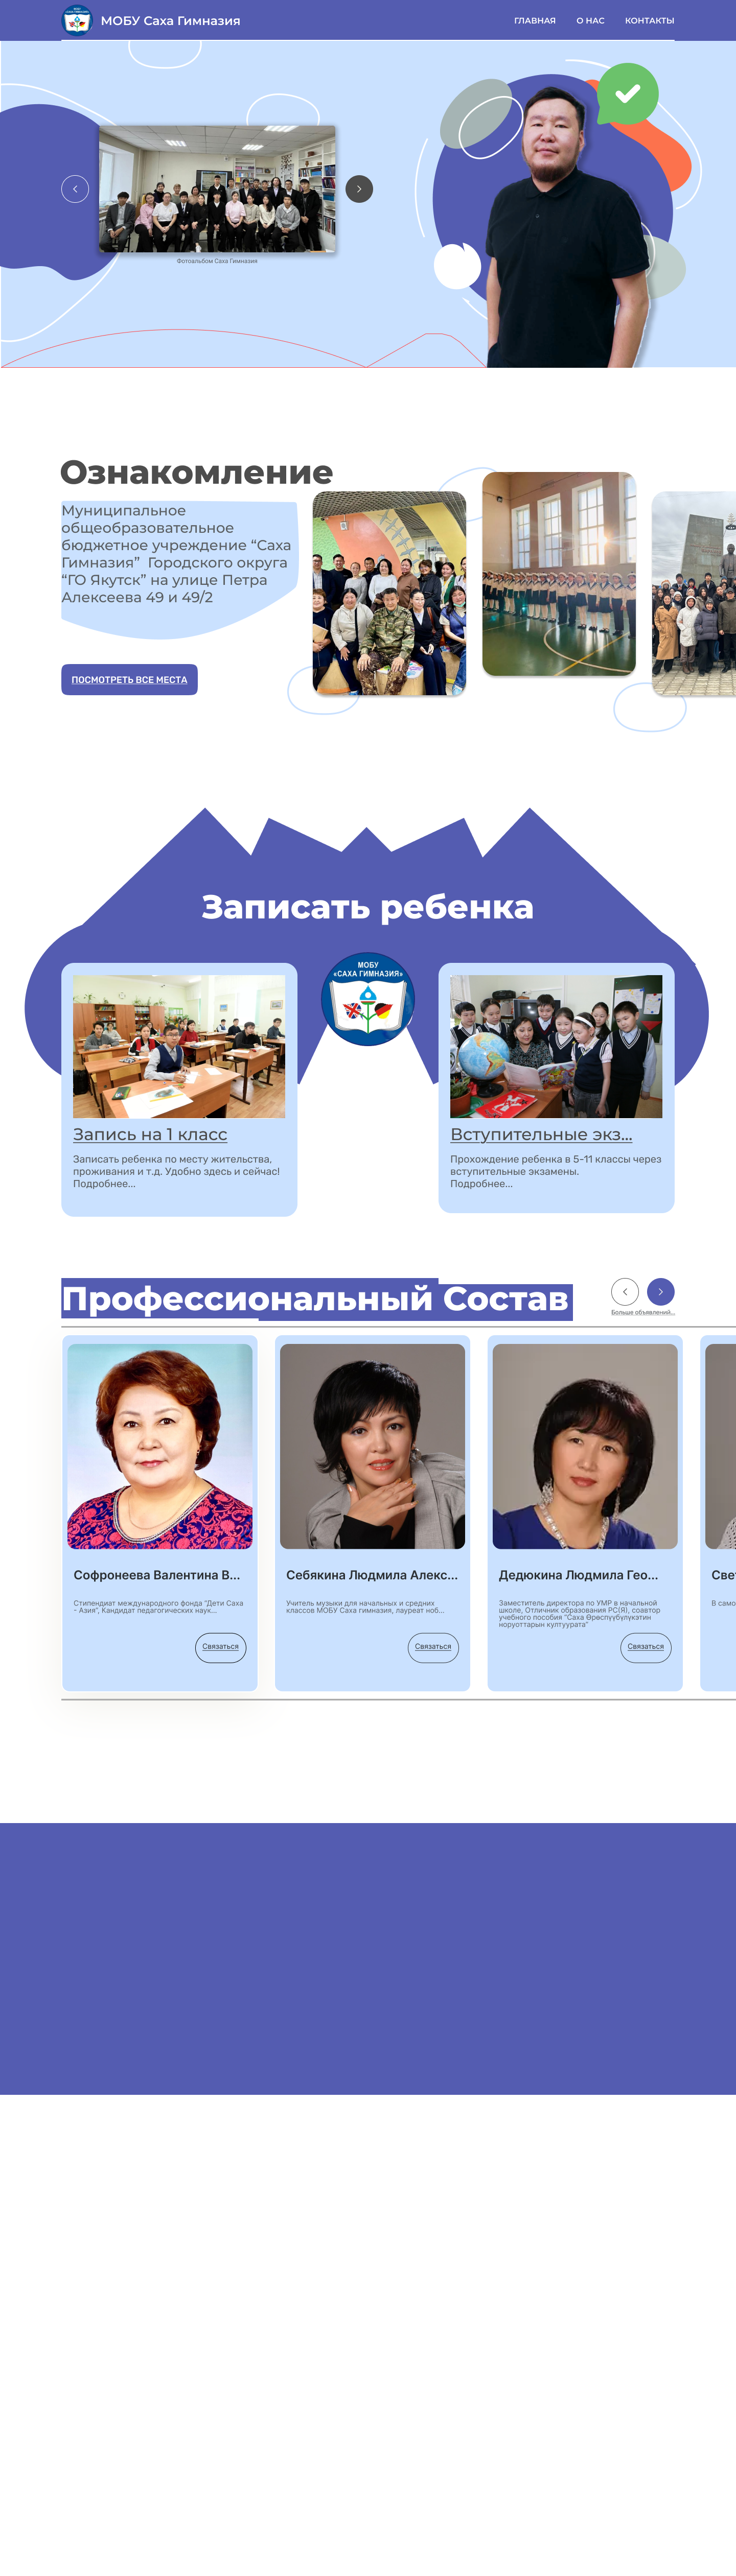 МОБУ Саха Гимназия
ГЛАВНАЯ
О НАС
КОНТАКТЫ
Фотоальбом Саха Гимназия
Ознакомление
Муниципальное
общеобразовательное
бюджетное учреждение “Саха
Гимназия”  Городского округа
“ГО Якутск” на улице Петра
Алексеева 49 и 49/2
ПОСМОТРЕТЬ ВСЕ МЕСТА
Записать ребенка
МОБУ
«САХА ГИМНАЗИЯ»
Запись на 1 класс
Записать ребенка по месту жительства,
проживания и т.д. Удобно здесь и сейчас!
Подробнее...
Вступительные экз...
Прохождение ребенка в 5-11 классы через
вступительные экзамены.
Подробнее...
Профессиональный Состав
Больше объявлений...
Софронеева Валентина В...
Стипендиат международного фонда "Дети Саха
- Азия", Кандидат педагогических наук...
Связаться
Себякина Людмила Алекс...
Учитель музыки для начальных и средних
классов МОБУ Саха гимназия, лауреат ноб...
Связаться
Дедюкина Людмила Гео...
Заместитель директора по УМР в начальной
школе, Отличник образования РС(Я), соавтор
учебного пособия "Саха Өрөспүүбүлүкэтин
норуоттарын култуурата"
Связаться
Свет
В само